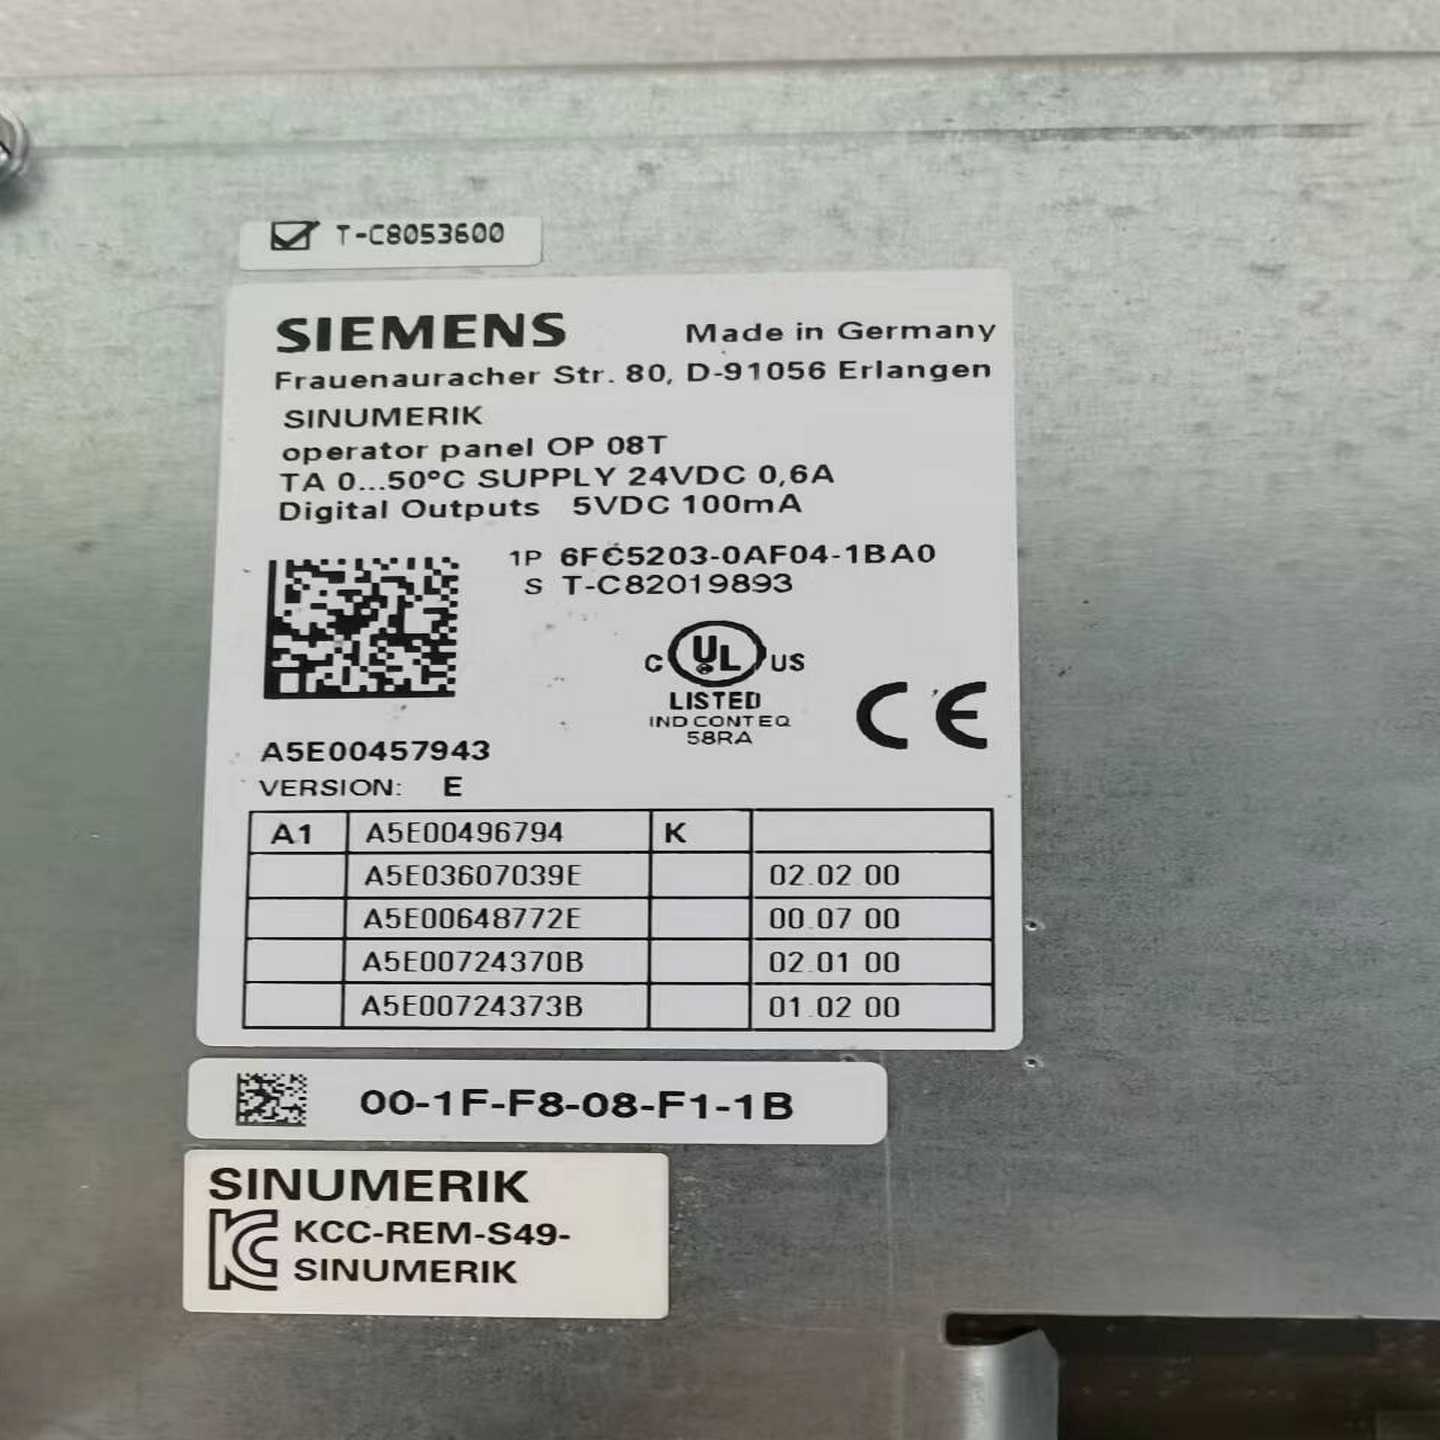 T-C8053600
SIEMENS Made in Germany
Frauenauracher Str. 80, D-91056 Erlangen
SINUMERIK
operator panel OP 08T
TA 0...50°C SUPPLY 24VDC 0,6A
Digital Outputs 5VDC 100mA
1P 6FC5203-0AF04-1BA0
S T-C82019893
C UL US
LISTED
IND CONT EQ
58RA
CE
A5E00457943
VERSION: E
A1 A5E00496794 K
A5E03607039E 02.02 00
A5E00648772E 00.07 00
A5E00724370B 02.01 00
A5E00724373B 01.02 00
00-1F-F8-08-F1-1B
SINUMERIK
KC KCC-REM-S49-
SINUMERIK